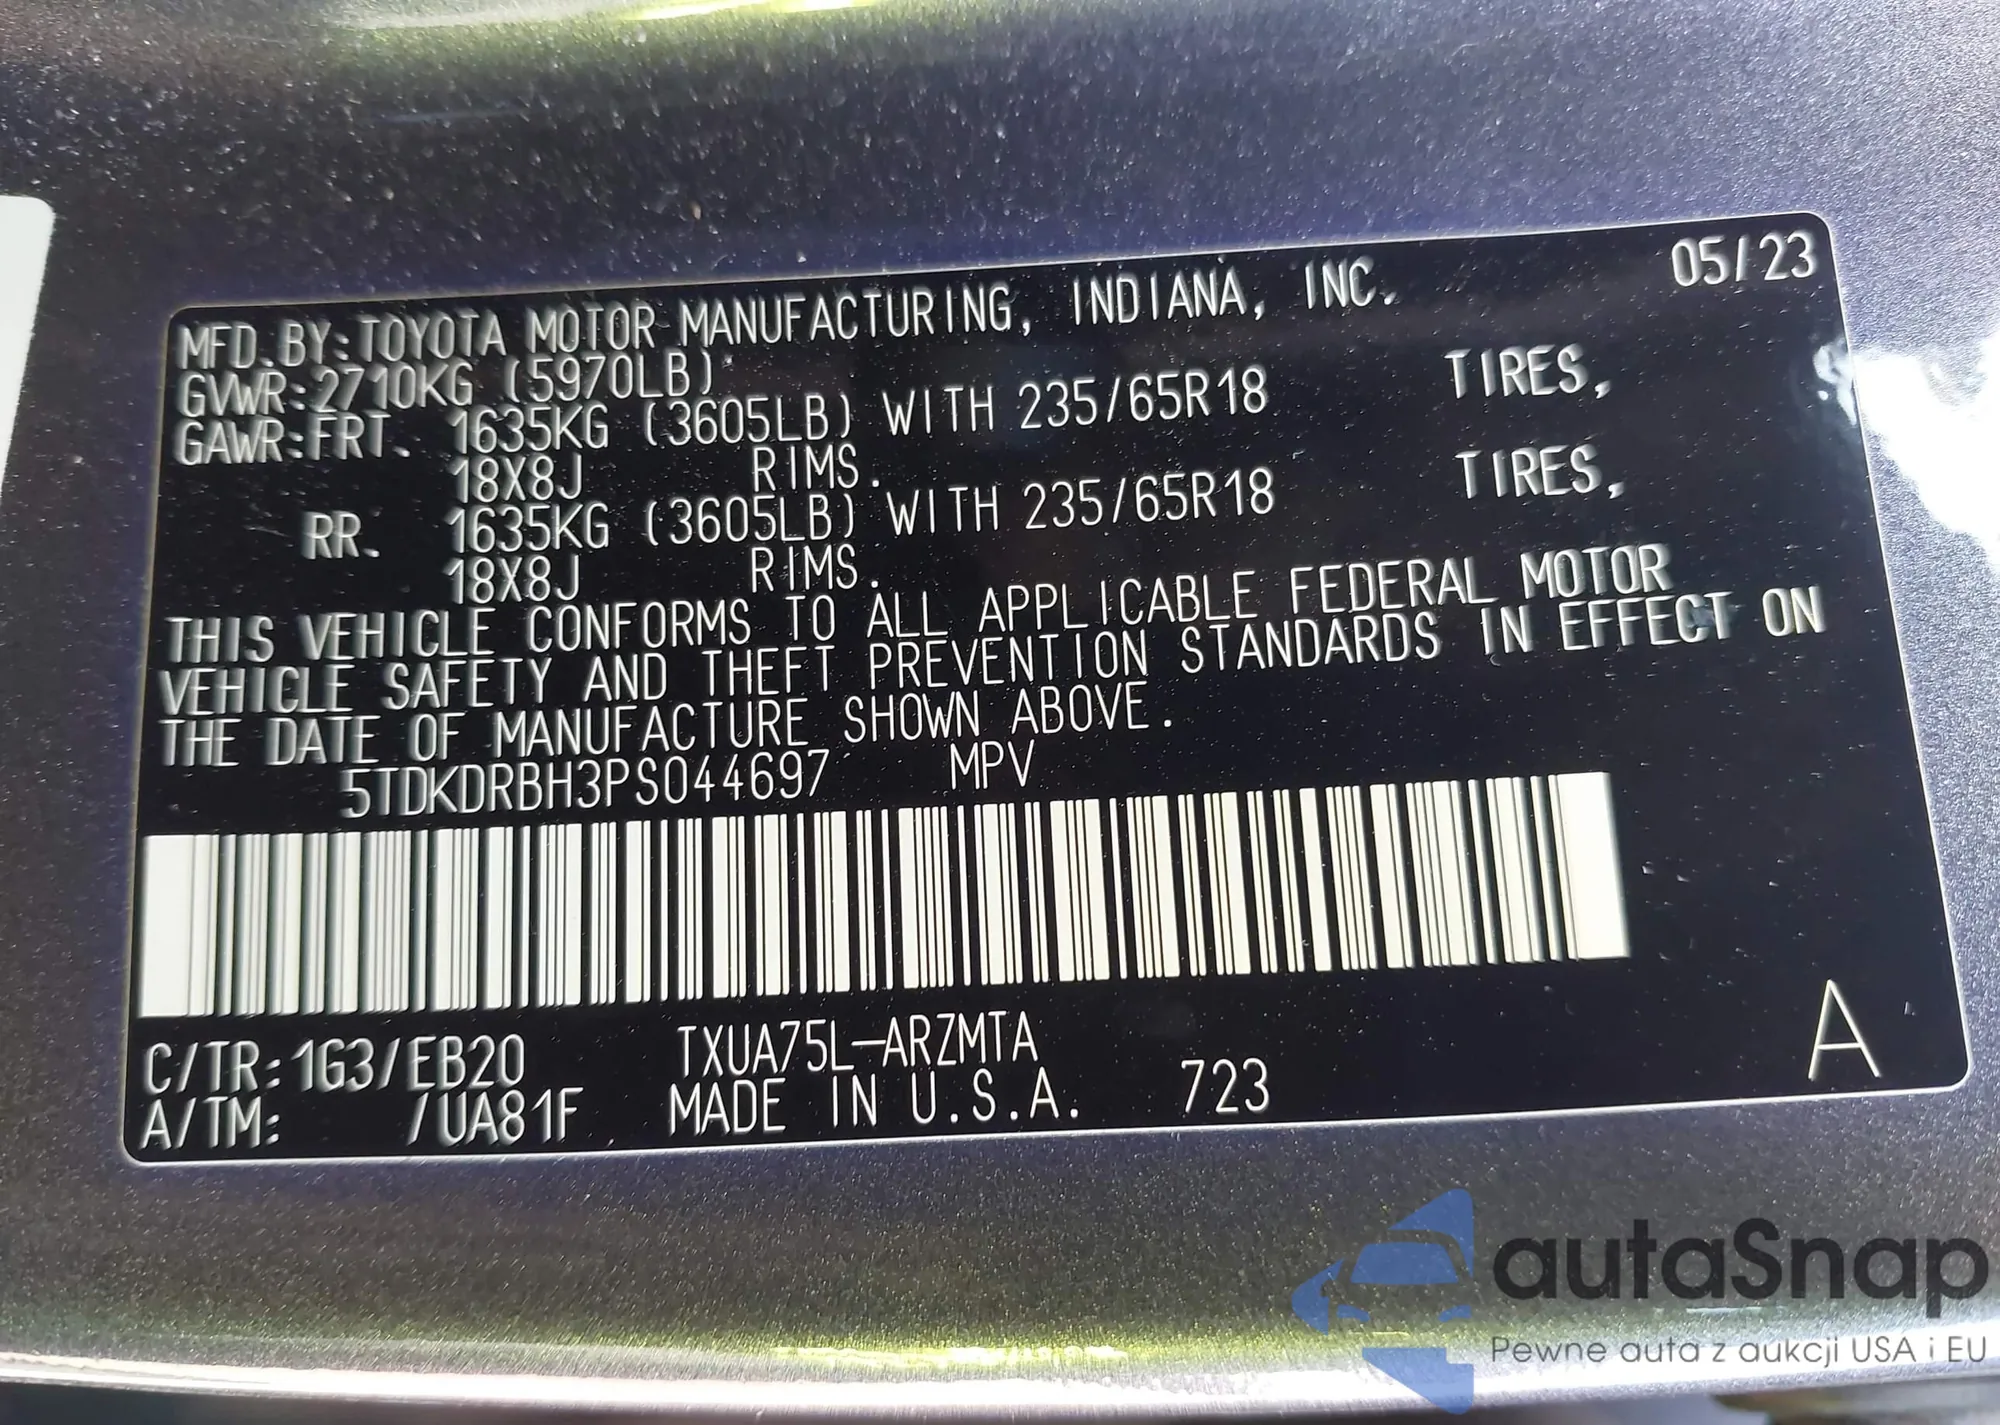 MFD.BY:TOYOTA MOTOR MANUFACTURING, INDIANA, INC. 05/23
GVWR:2710KG (5970LB)
GAWR:FRT. 1635KG (3605LB) WITH 235/65R18 TIRES,
18X8J RIMS.
RR. 1635KG (3605LB) WITH 235/65R18 TIRES,
18X8J RIMS.
THIS VEHICLE CONFORMS TO ALL APPLICABLE FEDERAL MOTOR
VEHICLE SAFETY AND THEFT PREVENTION STANDARDS IN EFFECT ON
THE DATE OF MANUFACTURE SHOWN ABOVE.
5TDKDRBH3PS044697 MPV
C/TR:1G3/EB20 TXUA75L-ARZMTA
A/TM: /UA81F MADE IN U.S.A. 723 A
autaSnap
Pewne auta z aukcji USA i EU